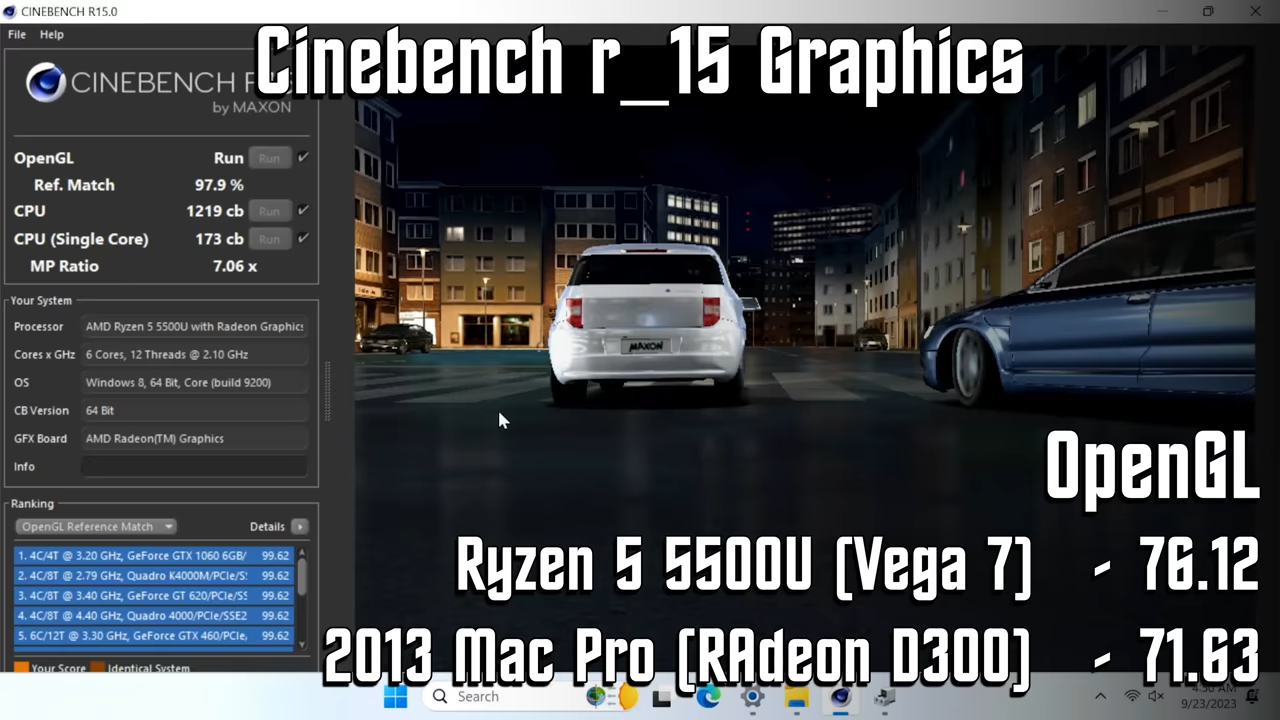 CINEBENCH R15.0
File Help
Cinebench r_15 Graphics
CINEBENCH
by MAXON
OpenGL Run Run
Ref. Match 97.9 %
CPU 1219 cb Run
CPU (Single Core) 173 cb Run
MP Ratio 7.06 x
Your System
Processor AMD Ryzen 5 5500U with Radeon Graphics
Cores x GHz 6 Cores, 12 Threads @ 2.10 GHz
OS Windows 8, 64 Bit, Core (build 9200)
CB Version 64 Bit
GFX Board AMD Radeon(TM) Graphics
Info
MAXON
Ranking
OpenGL Reference Match Details
1. 4C/4T @ 3.20 GHz, GeForce GTX 1060 6GB/ 99.62
2. 4C/8T @ 2.79 GHz, Quadro K4000M/PCIe/S 99.62
3. 4C/8T @ 3.40 GHz, GeForce GT 620/PCIe/SS 99.62
4. 4C/8T @ 4.40 GHz, Quadro 4000/PCIe/SSE2 99.62
5. 6C/12T @ 3.30 GHz, GeForce GTX 460/PCIe, 99.62
Your Score Identical System
OpenGL
Ryzen 5 5500U (Vega 7) - 76.12
2013 Mac Pro (RAdeon D300) - 71.63
Search
4:50 AM
9/23/2023